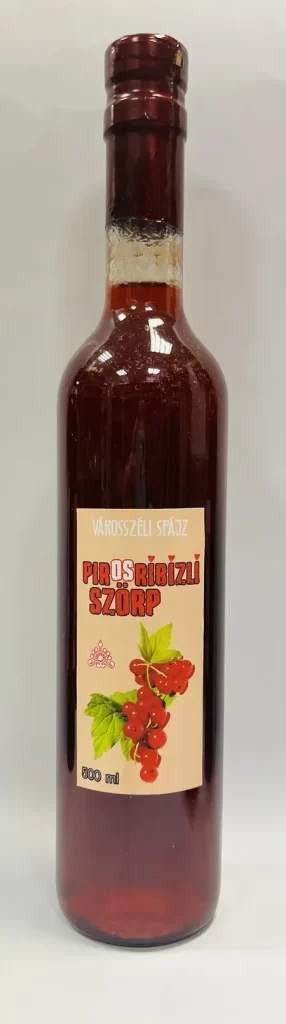 VÁROSSZÉLI SPÁJZ
PIROSRIBIZLI
SZÖRP
500 ml